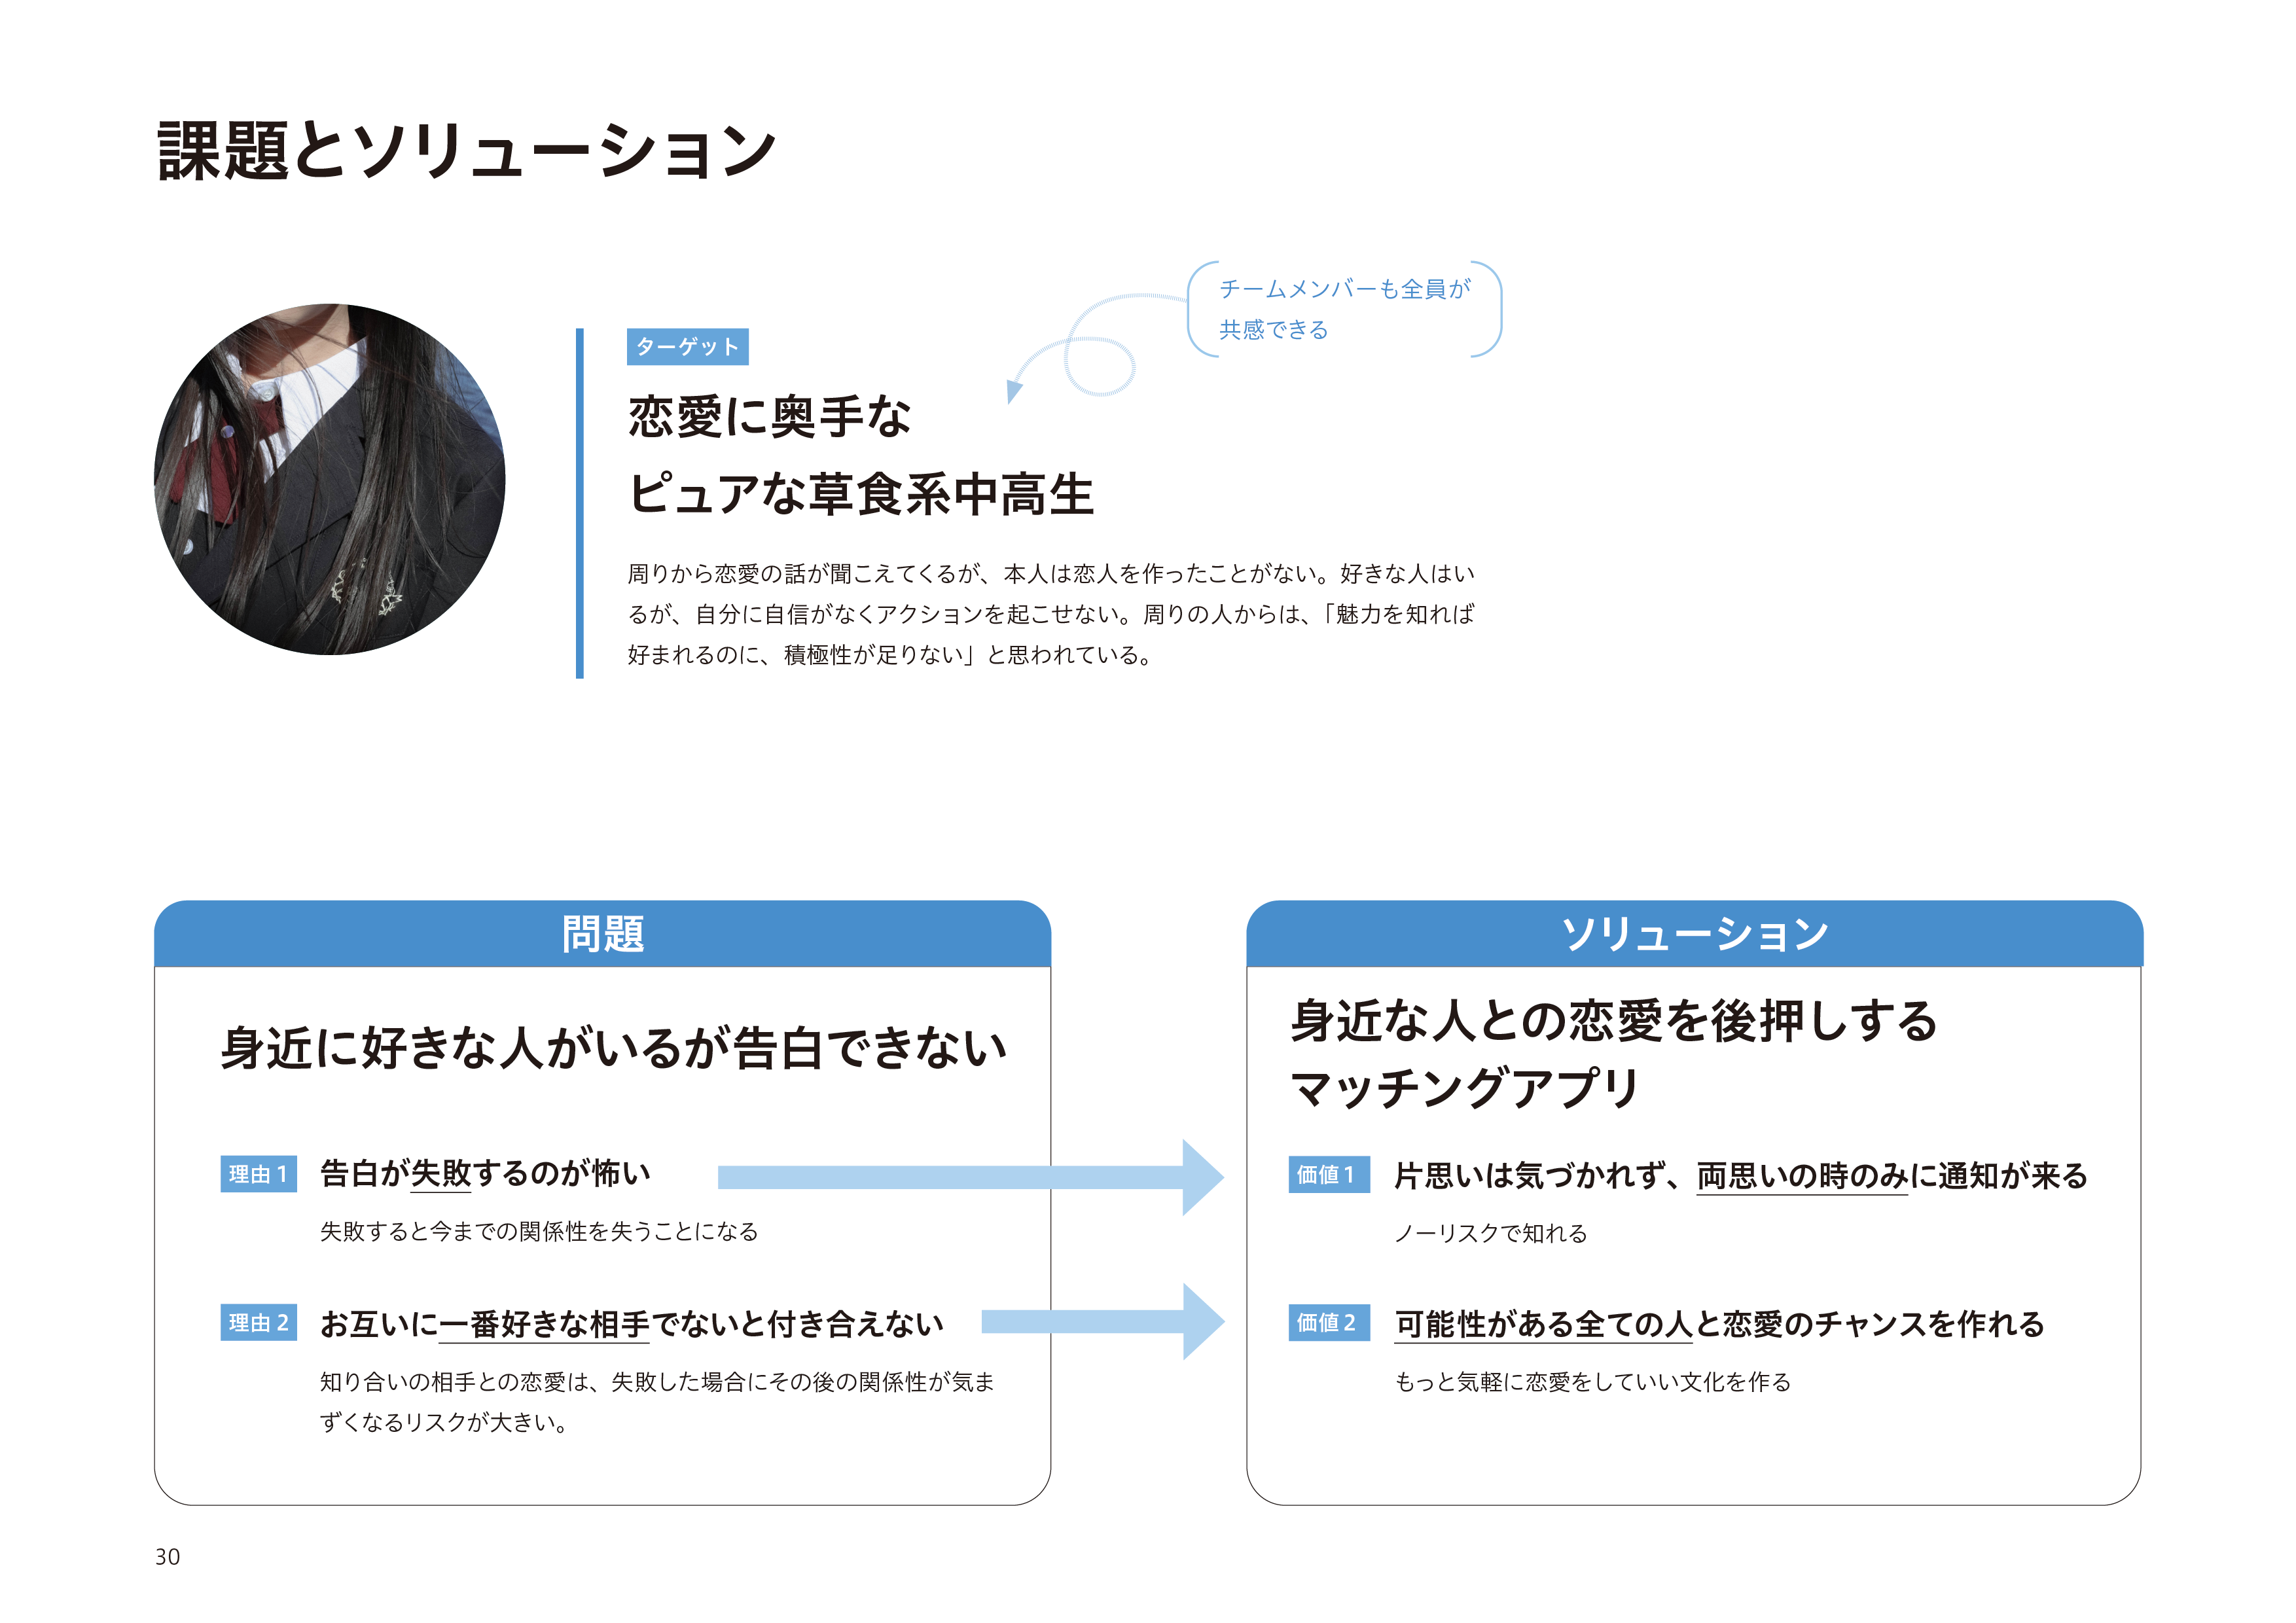 課題とソリューション
チームメンバーも全員が
共感できる
ターゲット
恋愛に奥手な
ピュアな草食系中高生
周りから恋愛の話が聞こえてくるが、本人は恋人を作ったことがない。好きな人はい
るが、自分に自信がなくアクションを起こせない。周りの人からは、「魅力を知れば
好まれるのに、積極性が足りない」と思われている。
問題
身近に好きな人がいるが告白できない
理由1 告白が失敗するのが怖い
失敗すると今までの関係性を失うことになる
理由2 お互いに一番好きな相手でないと付き合えない
知り合いの相手との恋愛は、失敗した場合にその後の関係性が気ま
ずくなるリスクが大きい。
ソリューション
身近な人との恋愛を後押しする
マッチングアプリ
価値1 片思いは気づかれず、両思いの時のみに通知が来る
ノーリスクで知れる
価値2 可能性がある全ての人と恋愛のチャンスを作れる
もっと気軽に恋愛をしていい文化を作る
30